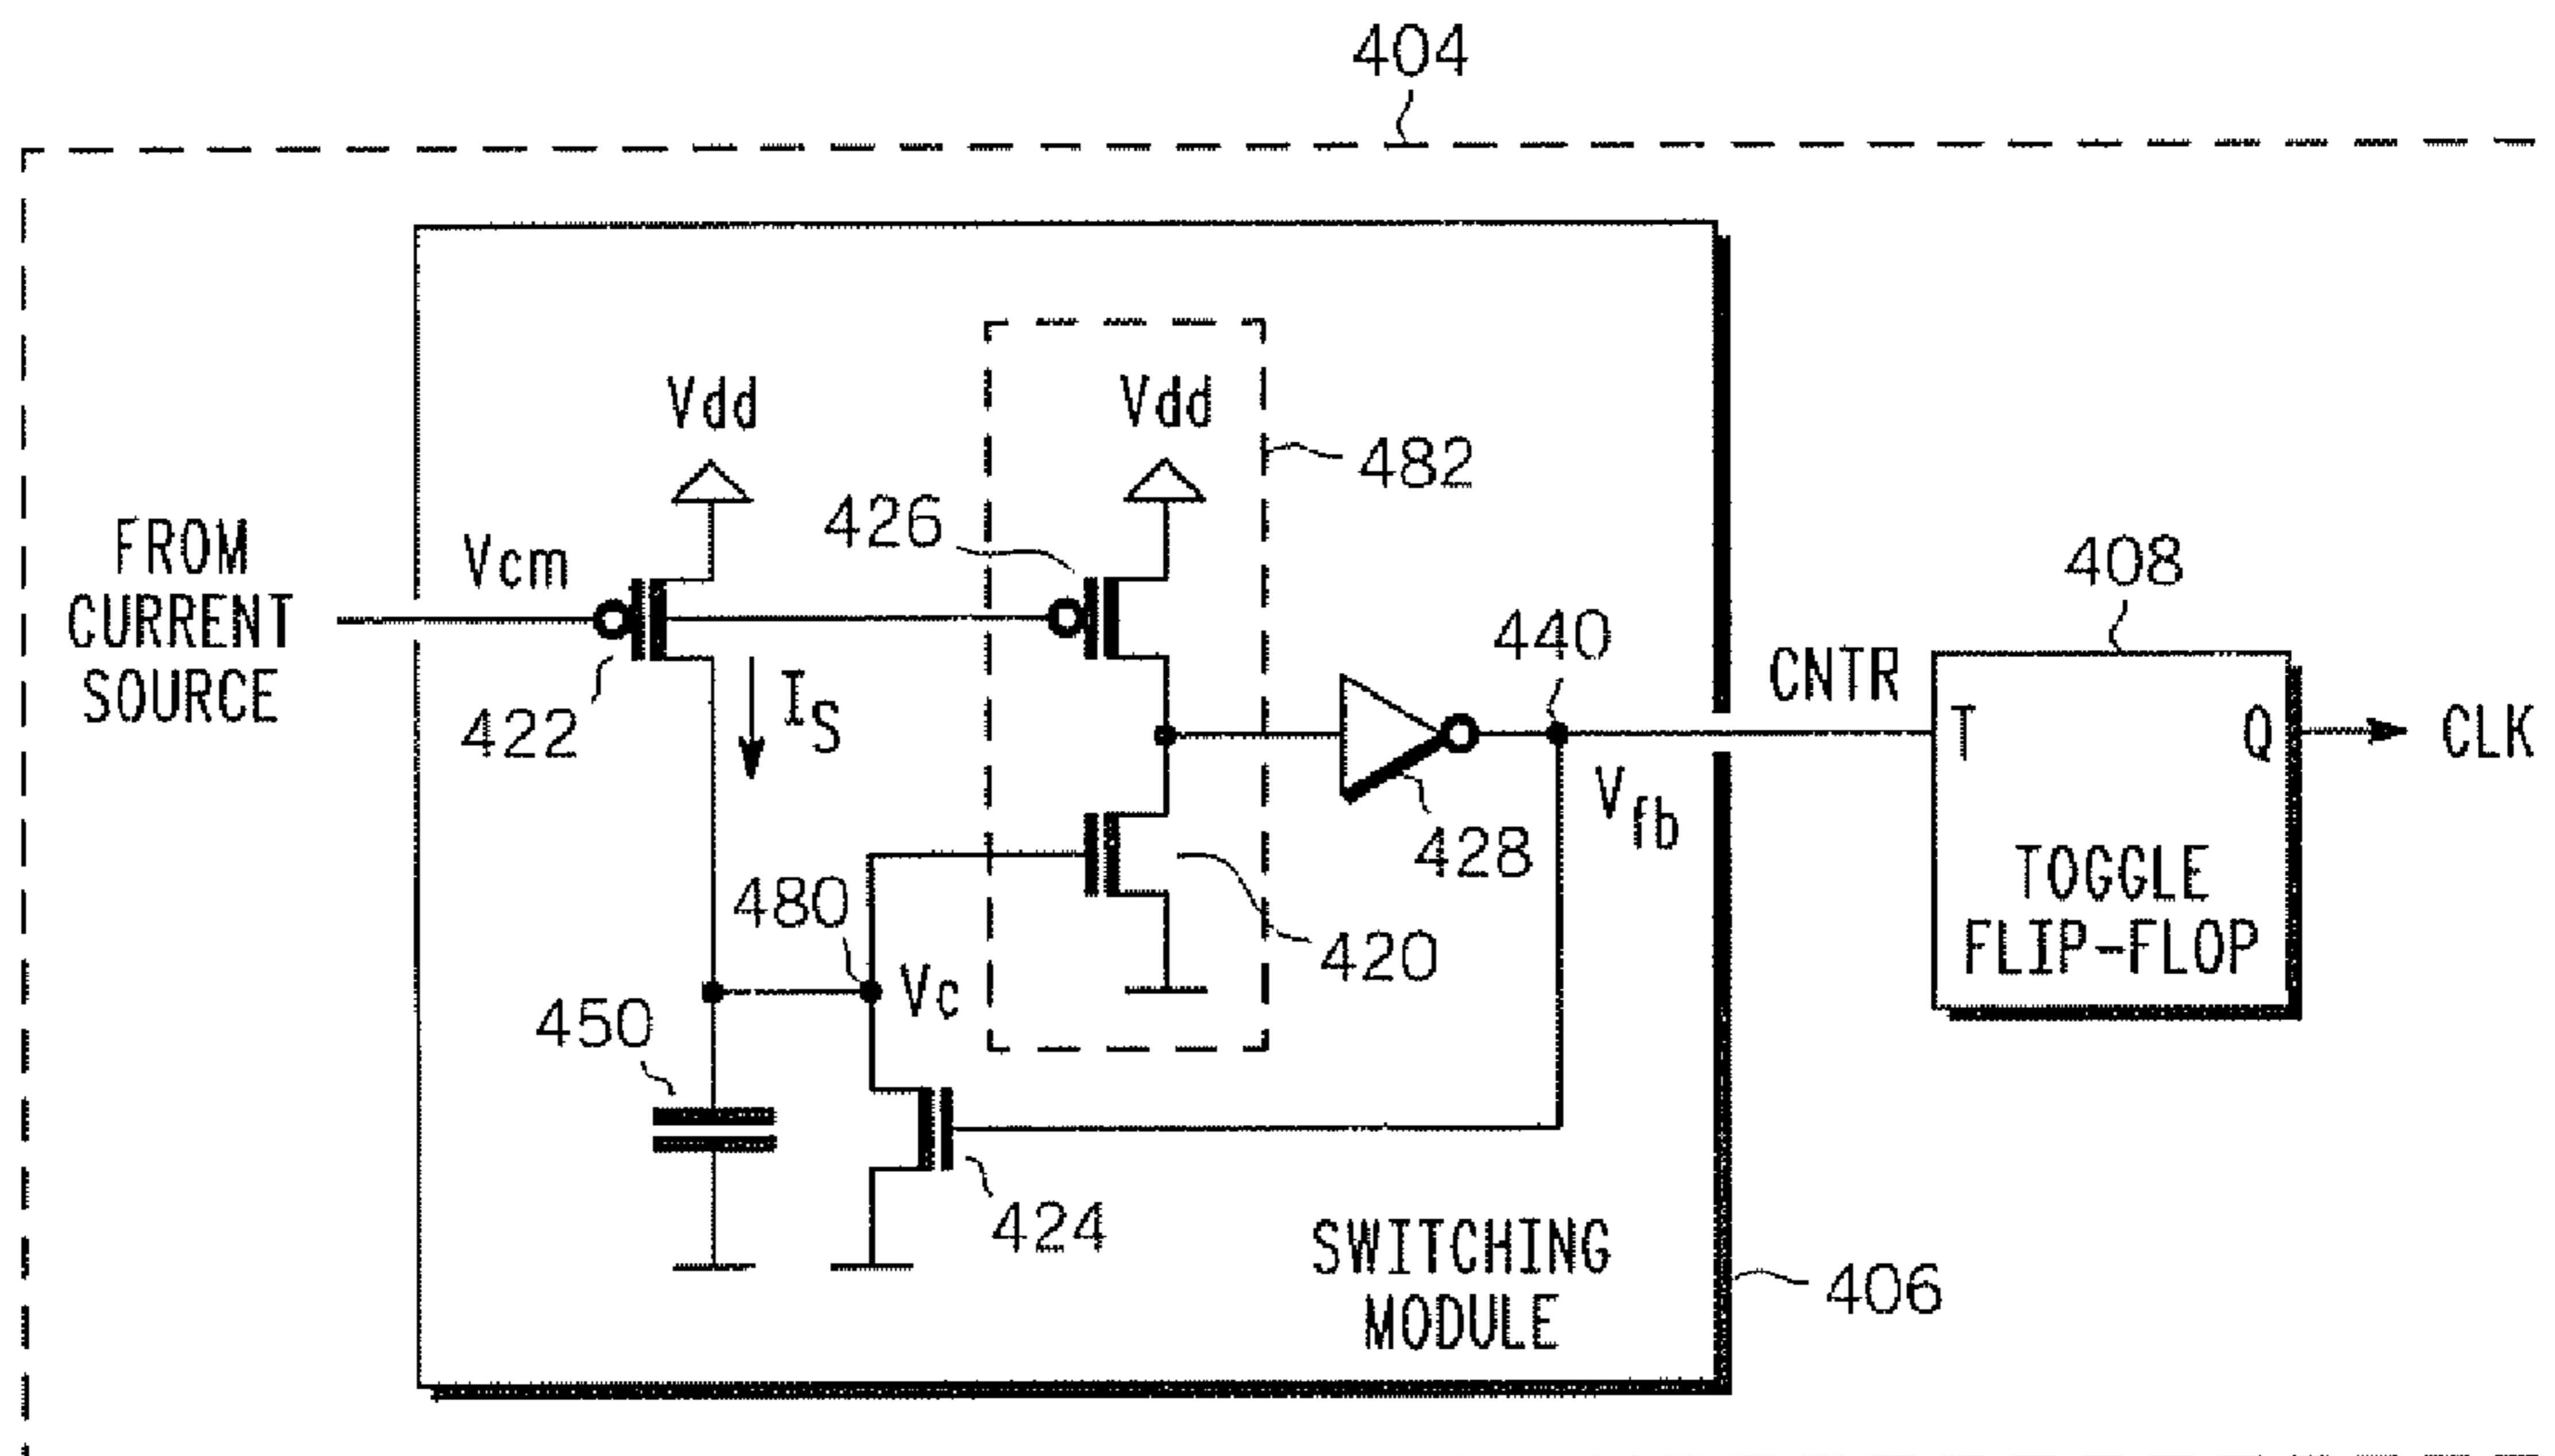 404
Vdd
Vdd
482
426
FROM
CURRENT
SOURCE
Vcm
422
IS
440
408
CNTR
T
Q
CLK
Vfb
428
TOGGLE
FLIP-FLOP
480
Vc
420
450
424
SWITCHING
MODULE
406